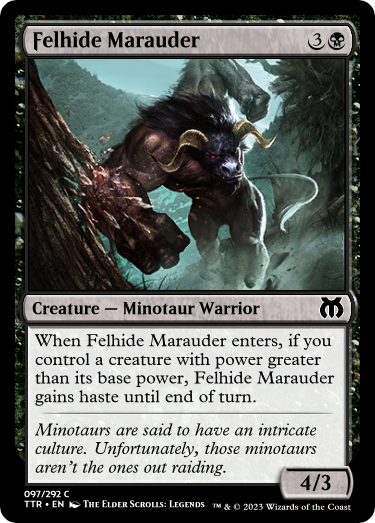 Felhide Marauder 3
Creature — Minotaur Warrior
When Felhide Marauder enters, if you
control a creature with power greater
than its base power, Felhide Marauder
gains haste until end of turn.
Minotaurs are said to have an intricate
culture. Unfortunately, those minotaurs
aren't the ones out raiding.
4/3
097/292 C
TTR • EN The Elder Scrolls: Legends ™ & © 2023 Wizards of the Coast